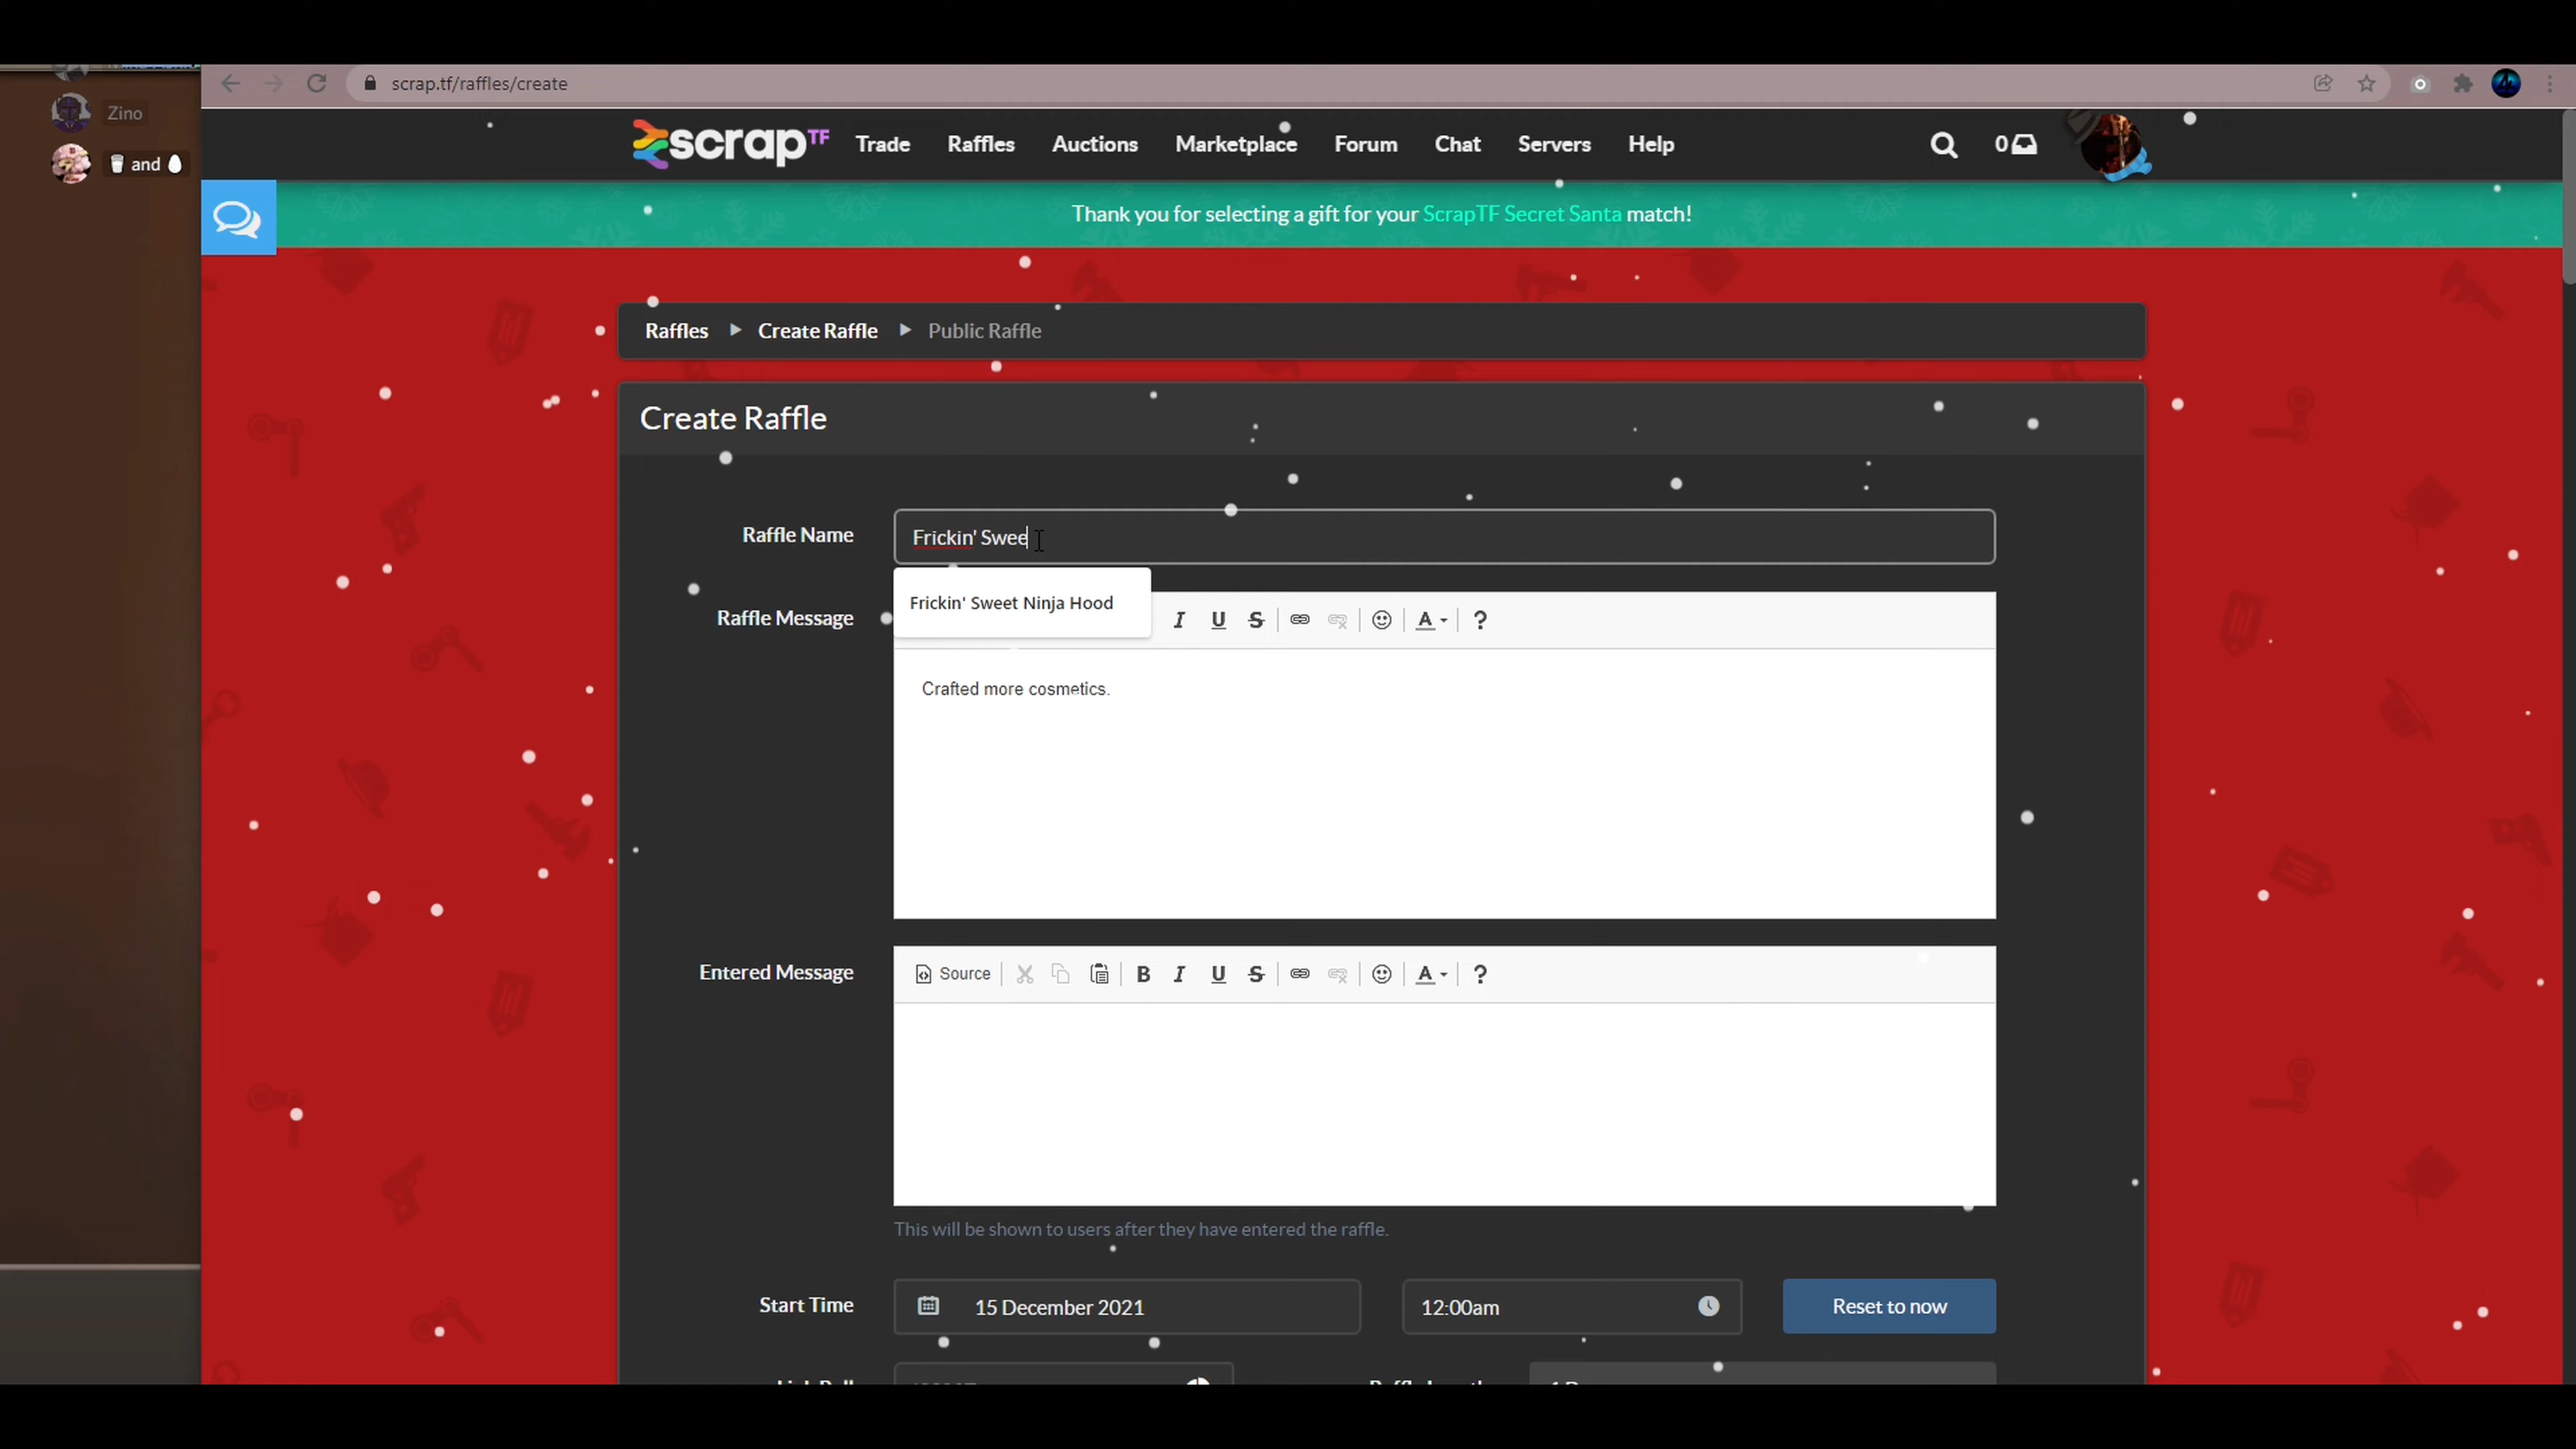 scrap.tf/raffles/create
Zino
and
scrapTF Trade Raffles Auctions Marketplace Forum Chat Servers Help 0
Thank you for selecting a gift for your ScrapTF Secret Santa match!
Raffles Create Raffle Public Raffle
Create Raffle
Raffle Name Frickin' Swee
Frickin' Sweet Ninja Hood
Raffle Message I U S A ?
Crafted more cosmetics.
Entered Message Source B I U S A ?
This will be shown to users after they have entered the raffle.
Start Time 15 December 2021 12:00am Reset to now